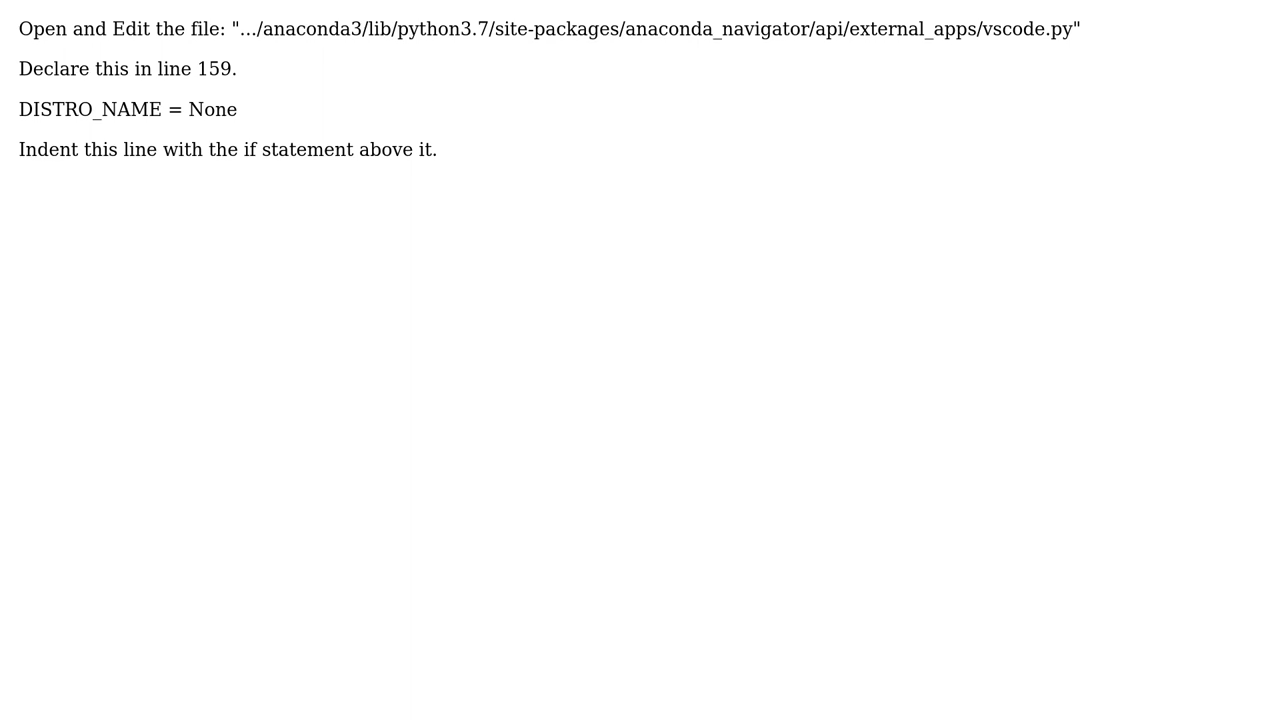 Open and Edit the file: ".../anaconda3/lib/python3.7/site-packages/anaconda_navigator/api/external_apps/vscode.py"
Declare this in line 159.
DISTRO_NAME = None
Indent this line with the if statement above it.